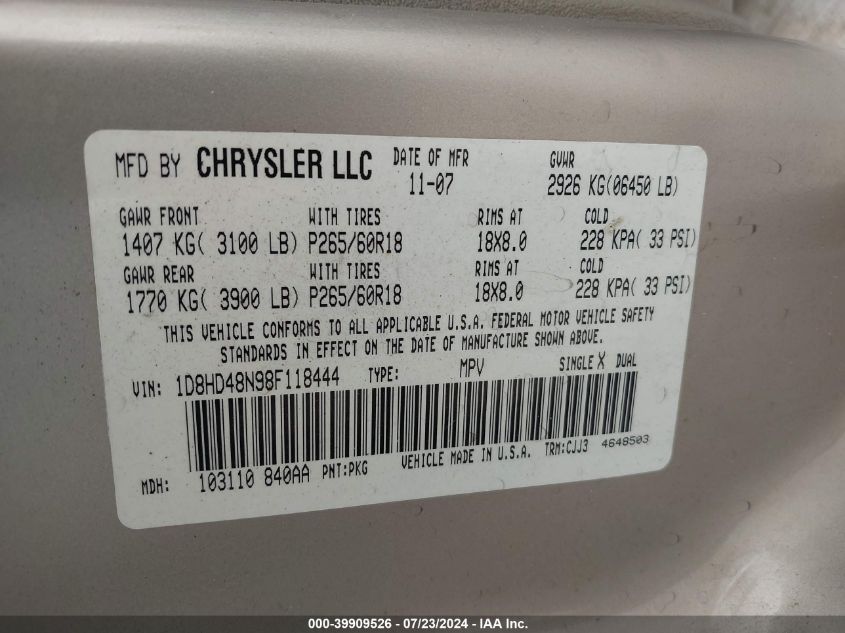 MFD BY CHRYSLER LLC DATE OF MFR GVWR
11-07 2926 KG(06450 LB)
GAWR FRONT WITH TIRES RIMS AT COLD
1407 KG( 3100 LB) P265/60R18 18X8.0 228 KPA( 33 PSI)
GAWR REAR WITH TIRES RIMS AT COLD
1770 KG( 3900 LB) P265/60R18 18X8.0 228 KPA( 33 PSI)
THIS VEHICLE CONFORMS TO ALL APPLICABLE U.S.A. FEDERAL MOTOR VEHICLE SAFETY
STANDARDS IN EFFECT ON THE DATE OF MANUFACTURE SHOWN ABOVE.
VIN: 1D8HD48N98F118444 TYPE: MPV SINGLE X DUAL
MDH: 103110 840AA PNT:PKG VEHICLE MADE IN U.S.A. TRM:CJJ3 4648503
000-39909526 - 07/23/2024 - IAA Inc.